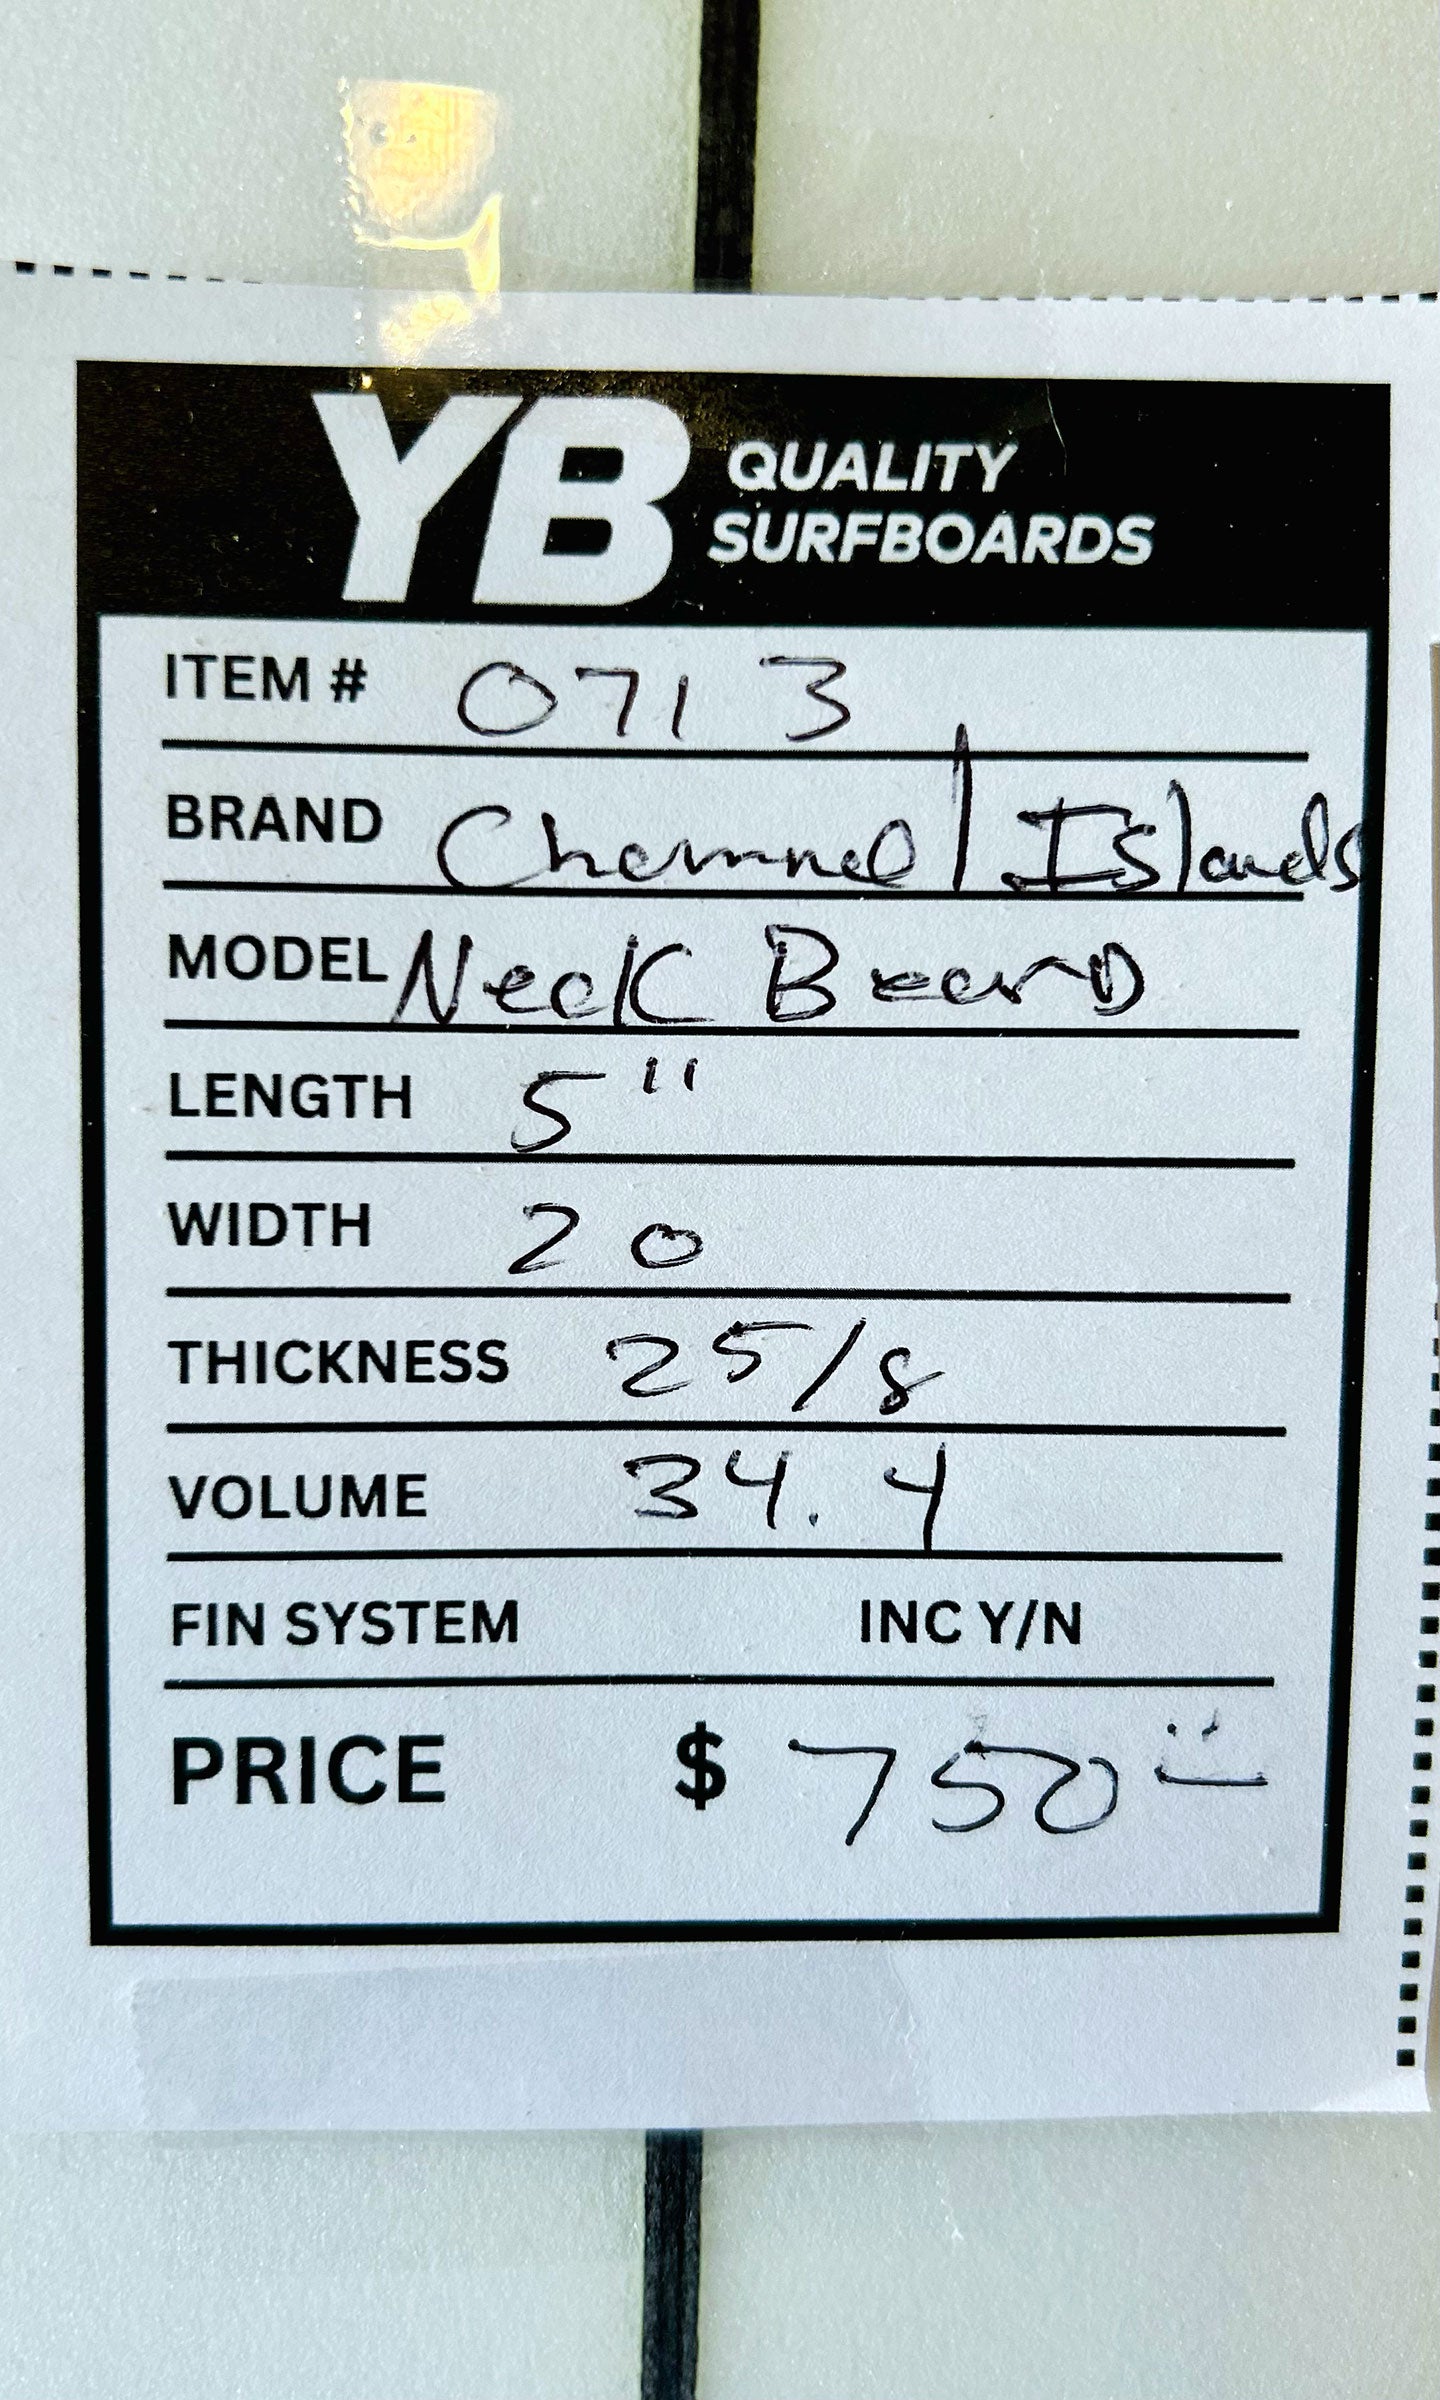 YB QUALITY
SURFBOARDS
ITEM # 0713
BRAND Channel Islands
MODEL Neck Beard
LENGTH 5"
WIDTH 20
THICKNESS 25/8
VOLUME 34.4
FIN SYSTEM INC Y/N
PRICE $ 750